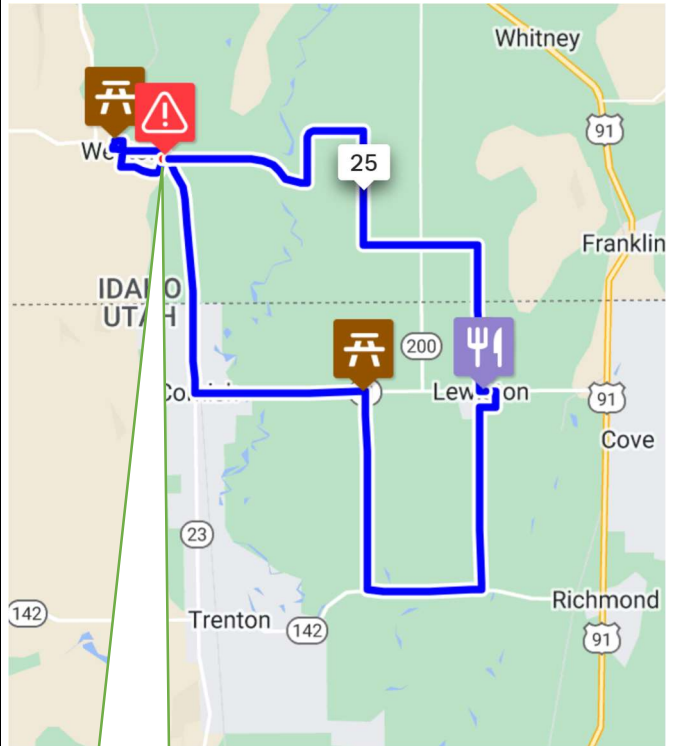 Whitney
91
25
Franklin
IDAHO
UTAH
200
91
Cove
23
Richmond
142
Trenton
142
91